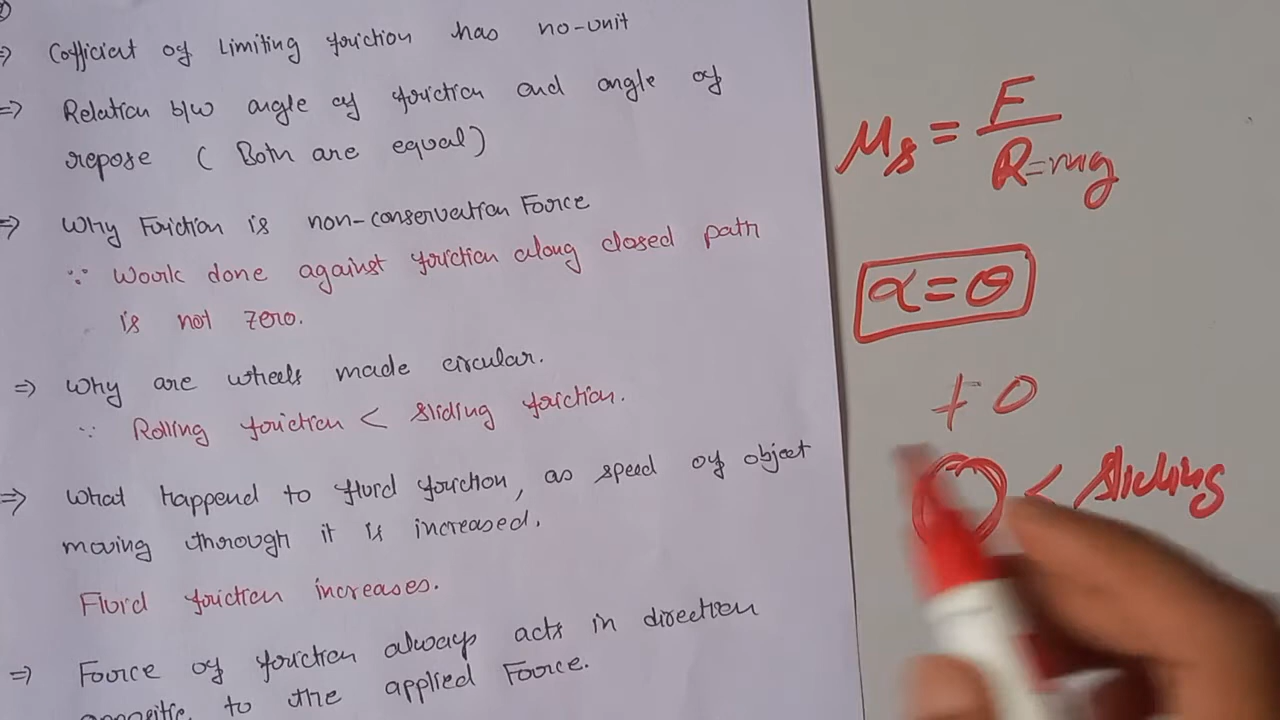 ⇒ Cofficient of Limiting friction has no-unit
⇒ Relation b/w angle of friction and angle of
repose ( Both are equal)
⇒ Why Friction is non-conservation Force
∵ Work done against friction along closed path
is not zero.
⇒ Why are wheels made circular.
∵ Rolling friction < sliding friction.
⇒ What happend to fluid friction, as speed of object
moving through it is increased.
Fluid friction increases.
⇒ Force of friction always acts in direction
opposite to the applied Force.
μs = F
R=mg
α = θ
≠ 0
< sliding